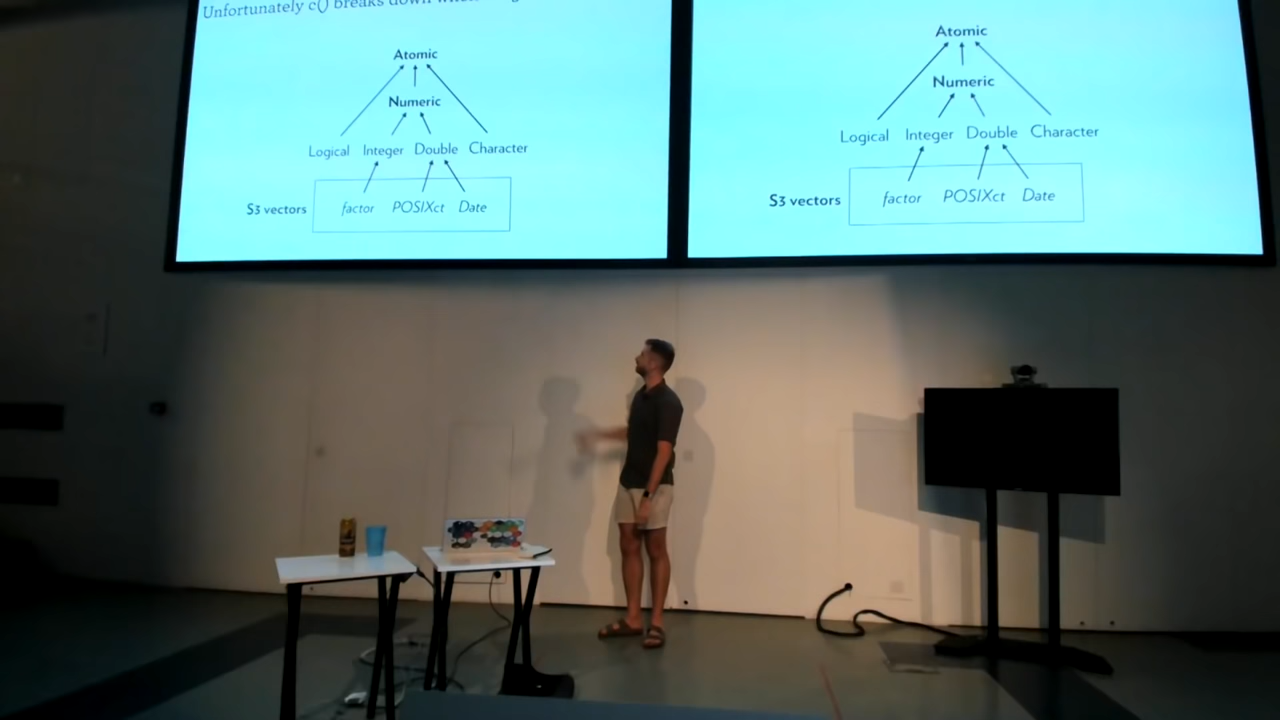 Unfortunately c() breaks down when
Atomic
Numeric
Logical Integer Double Character
S3 vectors factor POSIXct Date
Atomic
Numeric
Logical Integer Double Character
S3 vectors factor POSIXct Date